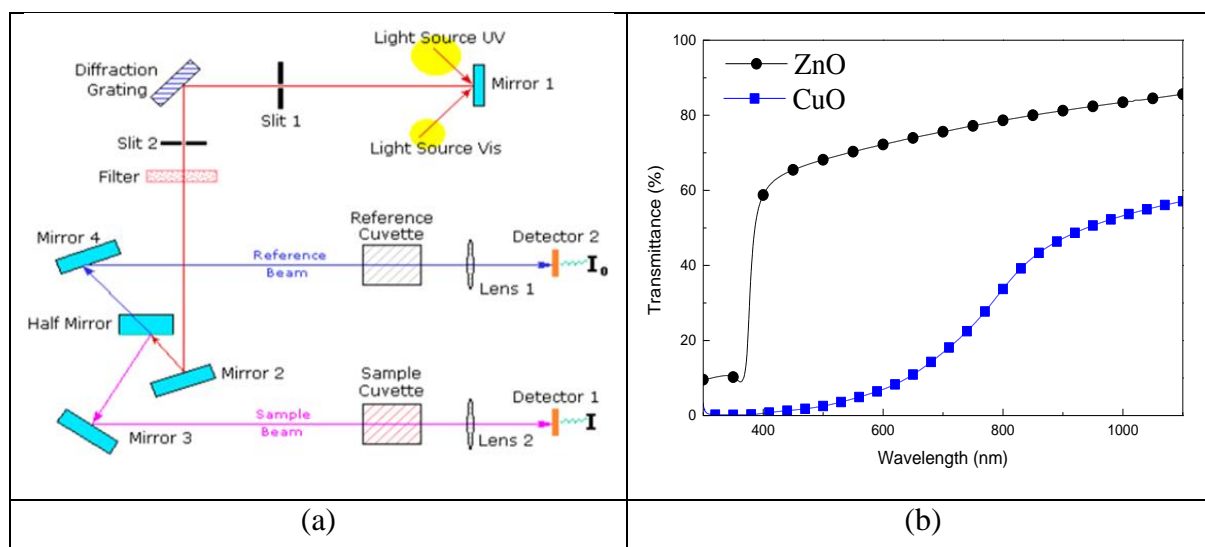 Light Source UV
Diffraction
Grating
Mirror 1
Slit 1
Slit 2
Light Source Vis
Filter
Reference
Cuvette
Mirror 4
Detector 2
Reference
Beam
I₀
Lens 1
Half Mirror
Mirror 2
Sample
Cuvette
Detector 1
Sample
Beam
I
Mirror 3
Lens 2
(a)
100
80
60
40
20
0
Transmittance (%)
ZnO
CuO
400 600 800 1000
Wavelength (nm)
(b)